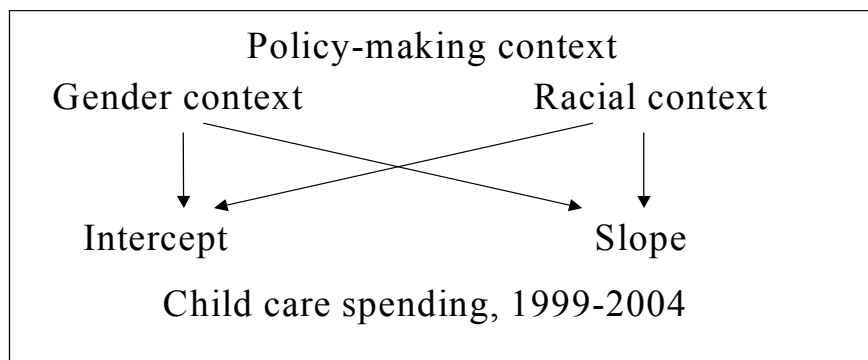 Policy-making context
Gender context Racial context
Intercept Slope
Child care spending, 1999-2004